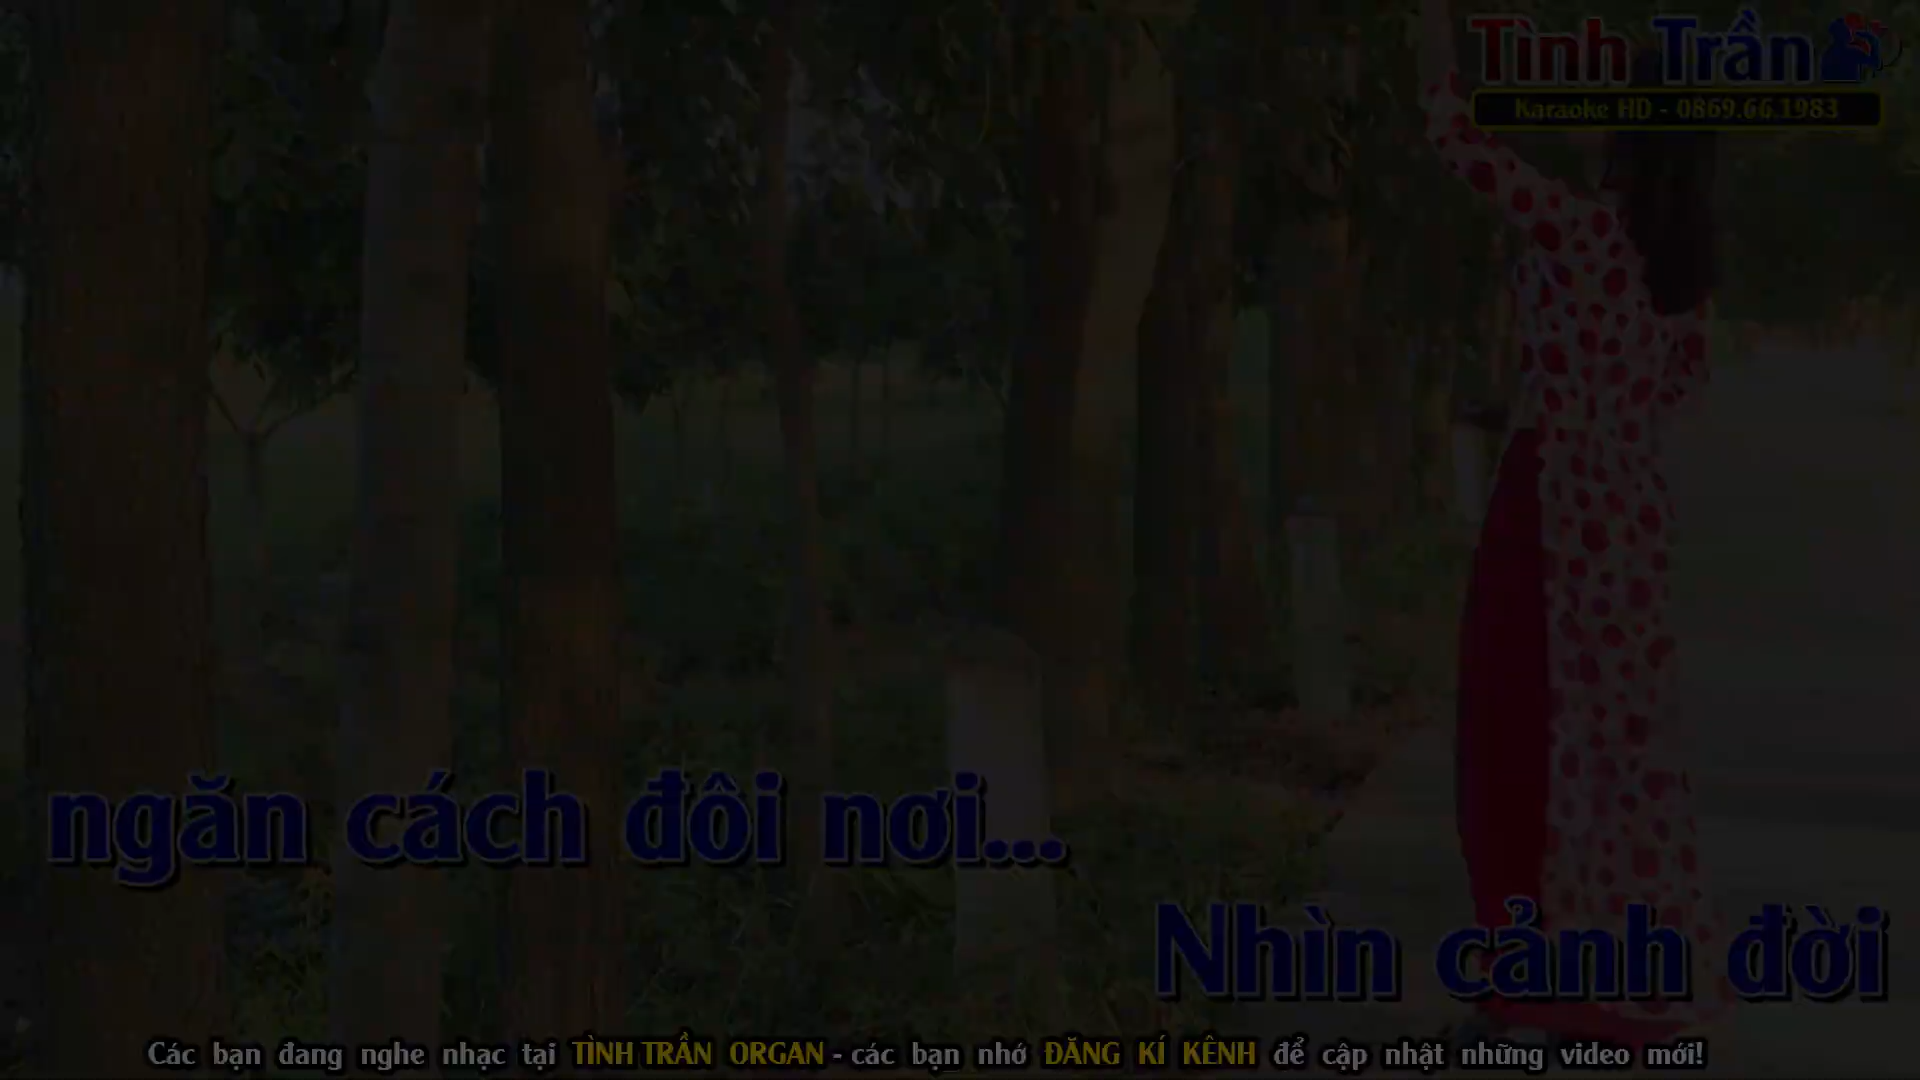 Tình Trần
Karaoke HD - 0869.66.1983
ngăn cách đôi nơi...
Nhìn cảnh đời
Các bạn đang nghe nhạc tại TÌNH TRẦN ORGAN - các bạn nhớ ĐĂNG KÍ KÊNH để cập nhật những video mới!